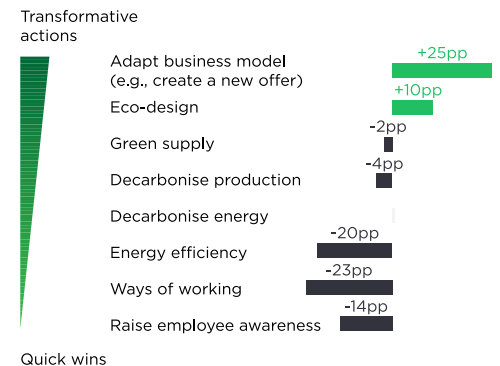 Transformative
actions
Adapt business model
(e.g., create a new offer)
+25pp
Eco-design
+10pp
Green supply
-2pp
Decarbonise production
-4pp
Decarbonise energy
Energy efficiency
-20pp
Ways of working
-23pp
Raise employee awareness
-14pp
Quick wins